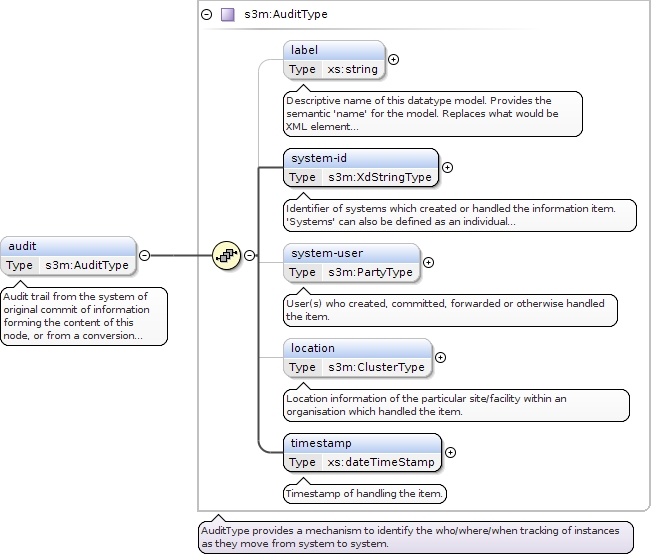 s3m:AuditType
label
Type xs:string
Descriptive name of this datatype model. Provides the
semantic 'name' for the model. Replaces what would be
XML element...
system-id
Type s3m:XdStringType
Identifier of systems which created or handled the information item.
'Systems' can also be defined as an individual...
audit
Type s3m:AuditType
Audit trail from the system of
original commit of information
forming the content of this
node, or from a conversion...
system-user
Type s3m:PartyType
User(s) who created, committed, forwarded or otherwise handled
the item.
location
Type s3m:ClusterType
Location information of the particular site/facility within an
organisation which handled the item.
timestamp
Type xs:dateTimeStamp
Timestamp of handling the item.
AuditType provides a mechanism to identify the who/where/when tracking of instances
as they move from system to system.